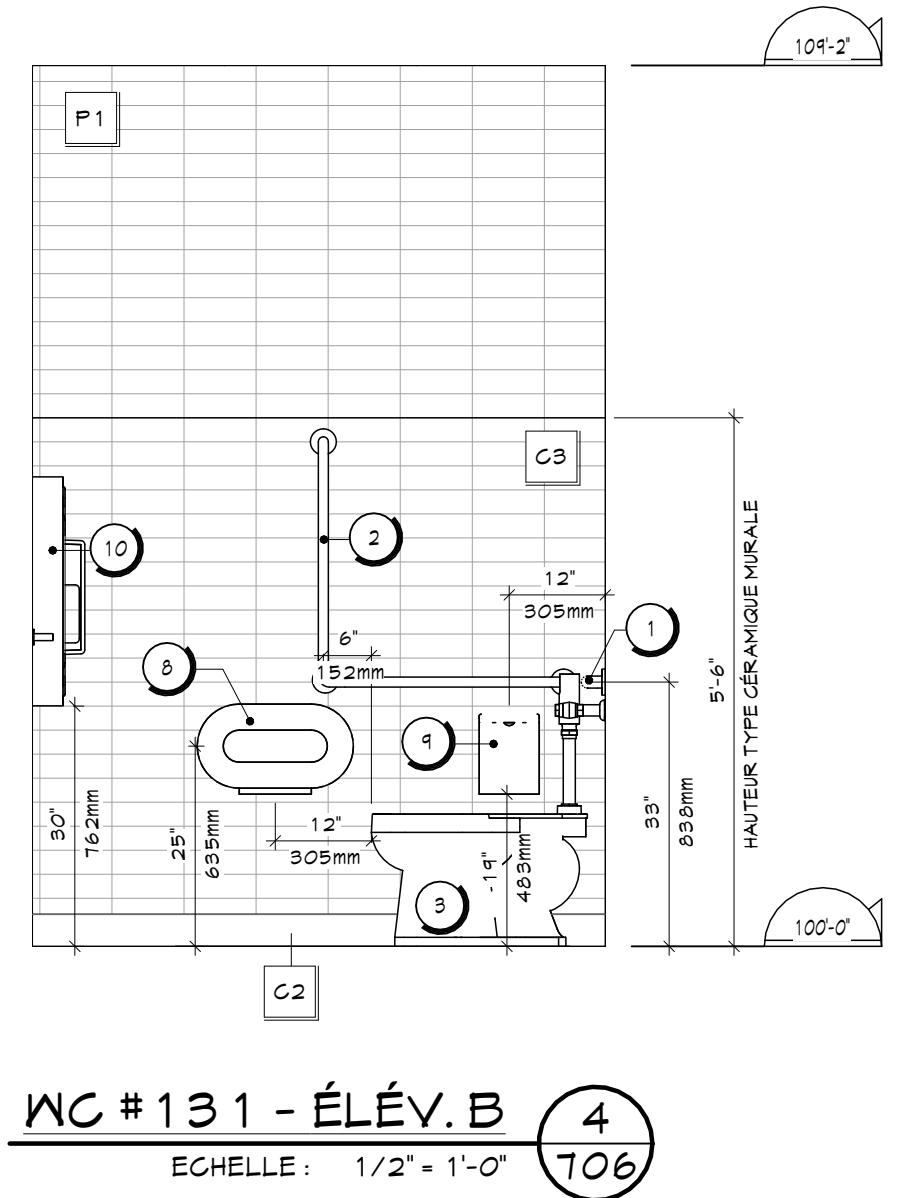 109'-2"
P1
C3
10
2
12"
305mm
1
6"
152mm
8
9
5'-6"
HAUTEUR TYPE CÉRAMIQUE MURALE
30"
762mm
25"
635mm
12"
305mm
19"
483mm
33"
838mm
3
100'-0"
C2
WC #131 - ÉLÉV. B
4
706
ECHELLE : 1/2" = 1'-0"